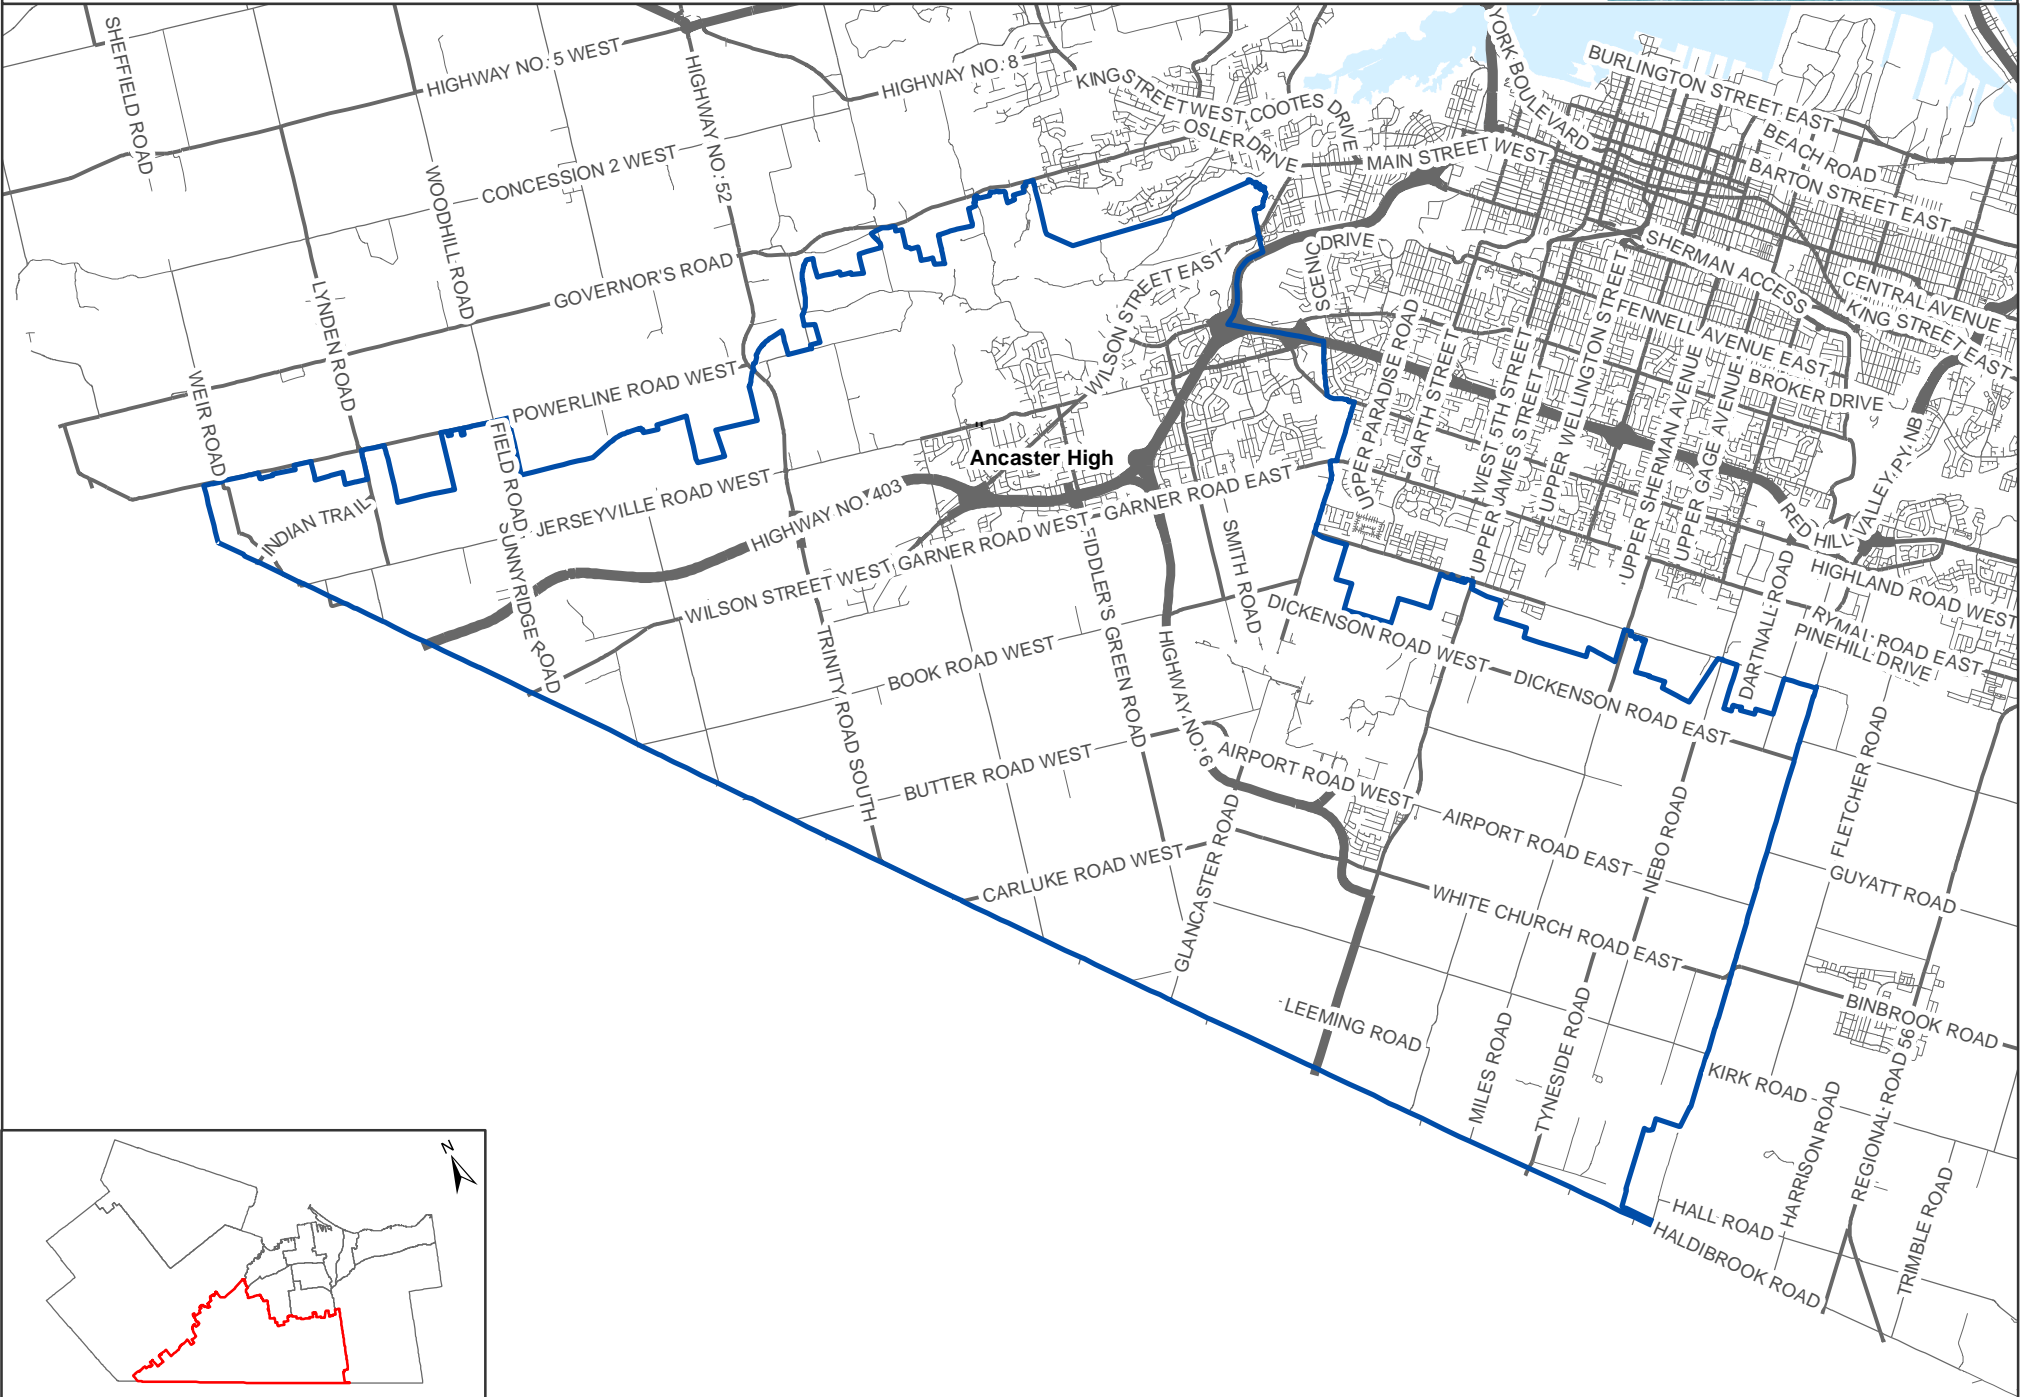 SHEFFIELD ROAD
HIGHWAY NO. 5 WEST
HIGHWAY NO. 52
HIGHWAY NO. 8
KING STREET WEST
COOTES DRIVE
OSLER DRIVE
YORK BOULEVARD
BURLINGTON STREET EAST
BEACH ROAD
BARTON STREET EAST
MAIN STREET WEST
CONCESSION 2 WEST
WOODHILL ROAD
LYNDEN ROAD
GOVERNOR'S ROAD
SCENIC DRIVE
WILSON STREET EAST
SHERMAN ACCESS
CENTRAL AVENUE
KING STREET EAST
FENNELL AVENUE EAST
BROKER DRIVE
WEIR ROAD
POWERLINE ROAD WEST
FIELD ROAD
UPPER PARADISE ROAD
GARTH STREET
WEST 5TH STREET
UPPER JAMES STREET
UPPER WELLINGTON STREET
UPPER SHERMAN AVENUE
UPPER GAGE AVENUE
RED HILL VALLEY PY NB
Ancaster High
INDIAN TRAIL
JERSEYVILLE ROAD WEST
HIGHWAY NO. 403
GARNER ROAD EAST
GARNER ROAD WEST
SUNNYRIDGE ROAD
WILSON STREET WEST
FIDDLER'S GREEN ROAD
SMITH ROAD
DARTNALL ROAD
HIGHLAND ROAD WEST
RYMAL ROAD EAST
PINEHILL DRIVE
DICKENSON ROAD WEST
DICKENSON ROAD EAST
TRINITY ROAD SOUTH
BOOK ROAD WEST
HIGHWAY NO. 6
BUTTER ROAD WEST
AIRPORT ROAD WEST
AIRPORT ROAD EAST
NEBO ROAD
FLETCHER ROAD
GUYATT ROAD
CARLUKE ROAD WEST
GLANCASTER ROAD
WHITE CHURCH ROAD EAST
BINBROOK ROAD
LEEMING ROAD
MILES ROAD
TYNESIDE ROAD
KIRK ROAD
HARRISON ROAD
REGIONAL ROAD 56
TRIMBLE ROAD
HALL ROAD
HALDIBROOK ROAD
N